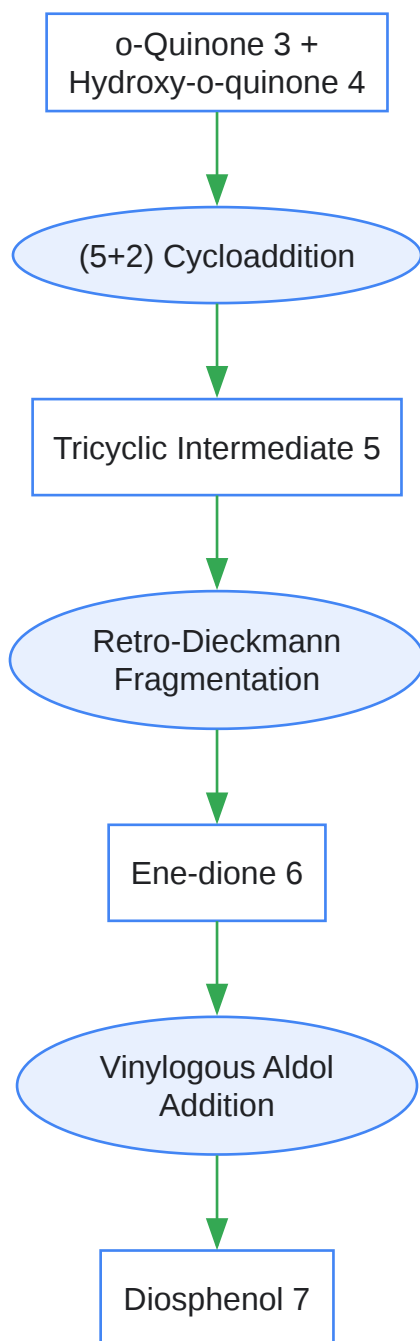 o-Quinone 3 +
Hydroxy-o-quinone 4
(5+2) Cycloaddition
Tricyclic Intermediate 5
Retro-Dieckmann
Fragmentation
Ene-dione 6
Vinylogous Aldol
Addition
Diosphenol 7